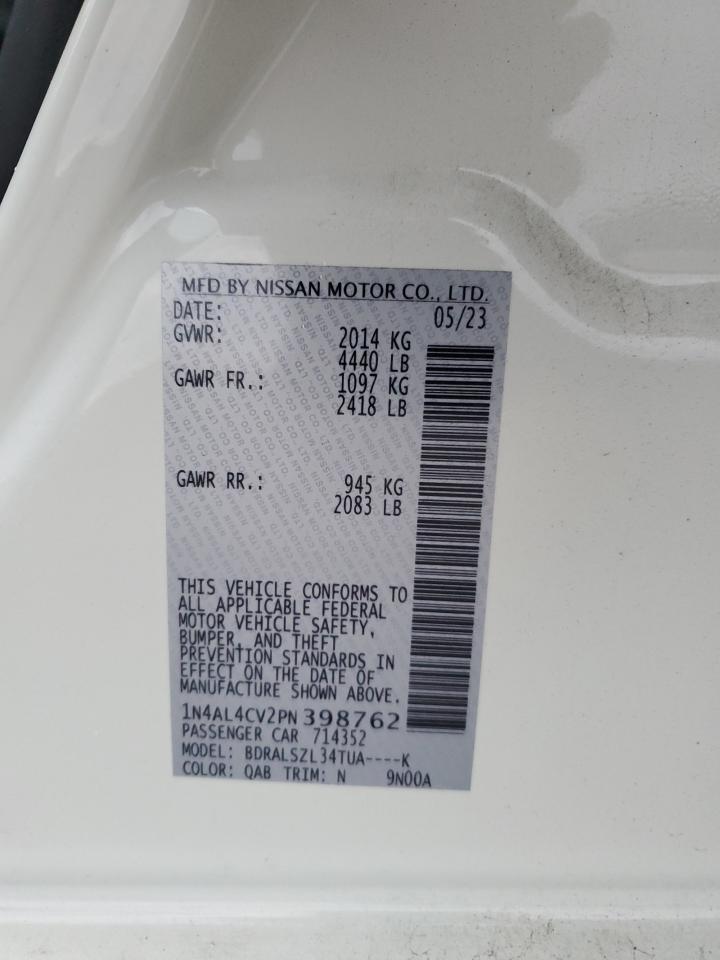 MFD BY NISSAN MOTOR CO., LTD.
DATE: 05/23
GVWR: 2014 KG
4440 LB
GAWR FR.: 1097 KG
2418 LB
GAWR RR.: 945 KG
2083 LB
THIS VEHICLE CONFORMS TO
ALL APPLICABLE FEDERAL
MOTOR VEHICLE SAFETY,
BUMPER, AND THEFT
PREVENTION STANDARDS IN
EFFECT ON THE DATE OF
MANUFACTURE SHOWN ABOVE.
1N4AL4CV2PN 398762
PASSENGER CAR 714352
MODEL: BDRALSZL34TUA----K
COLOR: QAB TRIM: N 9N00A